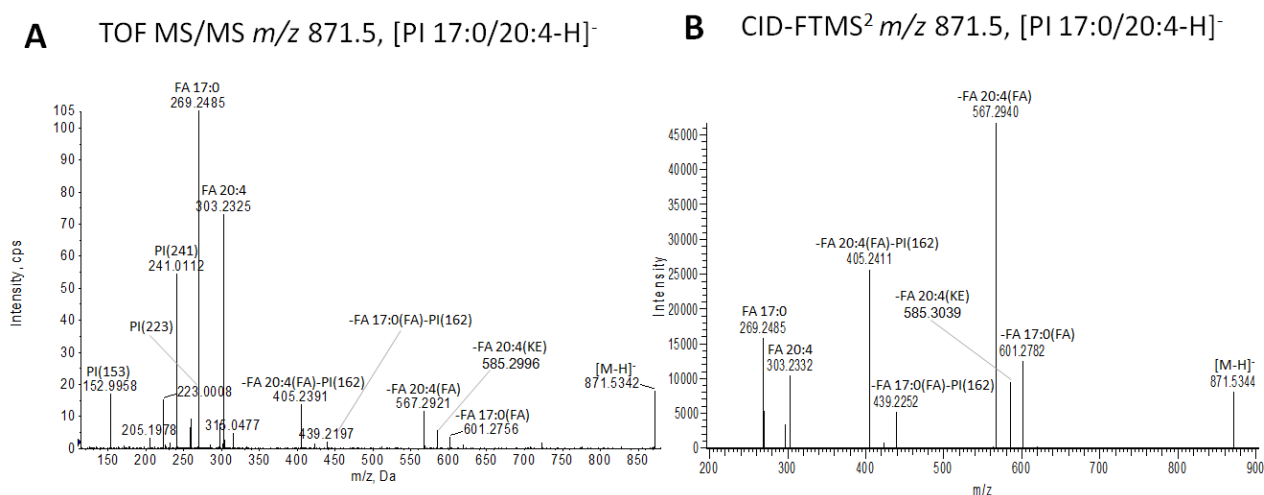 A TOF MS/MS m/z 871.5, [PI 17:0/20:4-H]⁻
FA 17:0
269.2485
105
100
90
80
70
60
50
40
30
20
10
0
Intensity, cps
FA 20:4
303.2325
PI(241)
241.0112
PI(223)
223.0008
PI(153)
152.9958
205.1978
315.0477
-FA 20:4(FA)-PI(162)
405.2391
-FA 17:0(FA)-PI(162)
439.2197
-FA 20:4(FA)
567.2921
-FA 20:4(KE)
585.2996
-FA 17:0(FA)
601.2756
[M-H]⁻
871.5342
150 200 250 300 350 400 450 500 550 600 650 700 750 800 850
m/z, Da
B CID-FTMS² m/z 871.5, [PI 17:0/20:4-H]⁻
-FA 20:4(FA)
567.2940
45000
40000
35000
30000
25000
20000
15000
10000
5000
0
Intensity
-FA 20:4(FA)-PI(162)
405.2411
-FA 20:4(KE)
585.3039
FA 17:0
269.2485
FA 20:4
303.2332
-FA 17:0(FA)
601.2782
-FA 17:0(FA)-PI(162)
439.2252
[M-H]⁻
871.5344
200 300 400 500 600 700 800 900
m/z